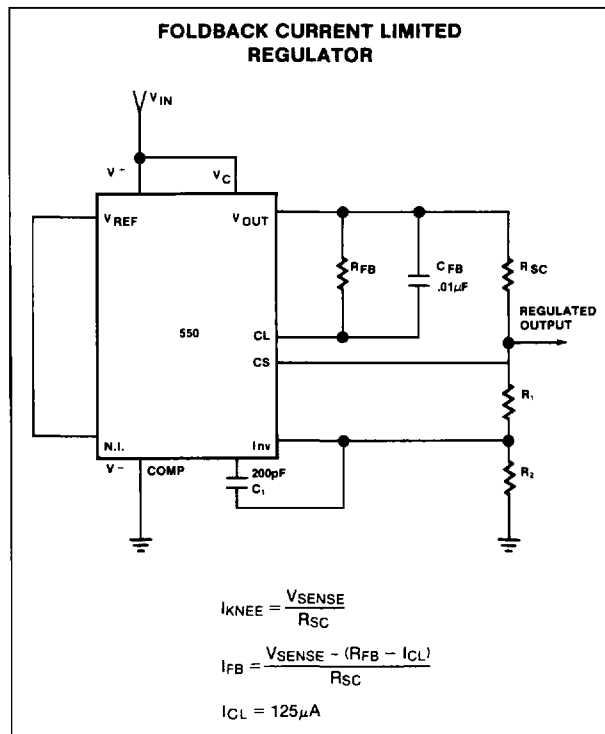 FOLDBACK CURRENT LIMITED
REGULATOR
VIN
V+
VC
VREF
VOUT
RFB
CFB
.01µF
RSC
REGULATED
OUTPUT
550
CL
CS
R1
N.I.
Inv
V−
COMP
200pF
C1
R2
IKNEE = VSENSE / RSC
IFB = VSENSE - (RFB - ICL) / RSC
ICL = 125µA